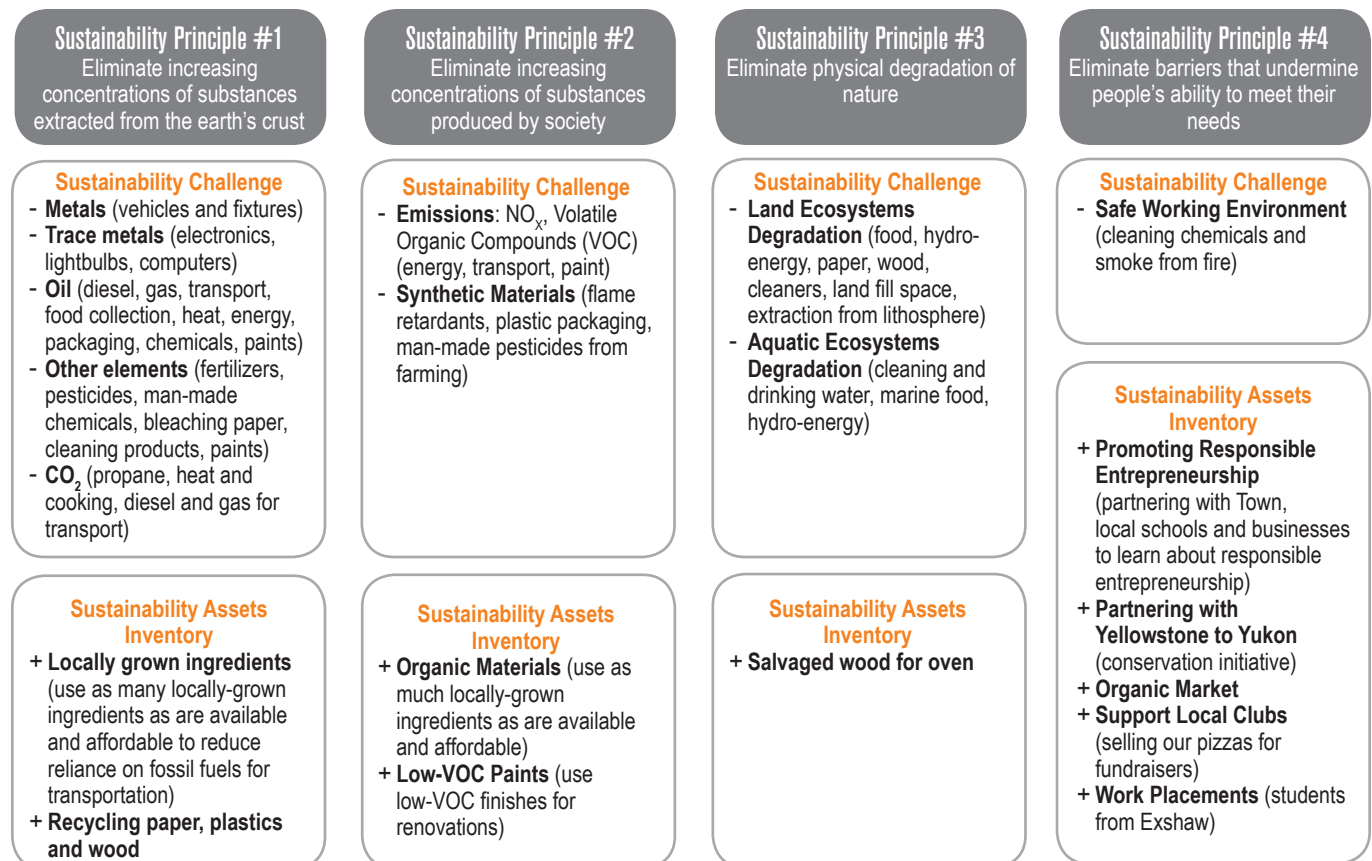 Sustainability Principle #1
Eliminate increasing
concentrations of substances
extracted from the earth's crust
Sustainability Challenge
- Metals (vehicles and fixtures)
- Trace metals (electronics,
lightbulbs, computers)
- Oil (diesel, gas, transport,
food collection, heat, energy,
packaging, chemicals, paints)
- Other elements (fertilizers,
pesticides, man-made
chemicals, bleaching paper,
cleaning products, paints)
- CO₂ (propane, heat and
cooking, diesel and gas for
transport)
Sustainability Assets
Inventory
+ Locally grown ingredients
(use as many locally-grown
ingredients as are available
and affordable to reduce
reliance on fossil fuels for
transportation)
+ Recycling paper, plastics
and wood
Sustainability Principle #2
Eliminate increasing
concentrations of substances
produced by society
Sustainability Challenge
- Emissions: NOₓ, Volatile
Organic Compounds (VOC)
(energy, transport, paint)
- Synthetic Materials (flame
retardants, plastic packaging,
man-made pesticides from
farming)
Sustainability Assets
Inventory
+ Organic Materials (use as
much locally-grown
ingredients as are available
and affordable)
+ Low-VOC Paints (use
low-VOC finishes for
renovations)
Sustainability Principle #3
Eliminate physical degradation of
nature
Sustainability Challenge
- Land Ecosystems
Degradation (food, hydro-
energy, paper, wood,
cleaners, land fill space,
extraction from lithosphere)
- Aquatic Ecosystems
Degradation (cleaning and
drinking water, marine food,
hydro-energy)
Sustainability Assets
Inventory
+ Salvaged wood for oven
Sustainability Principle #4
Eliminate barriers that undermine
people's ability to meet their
needs
Sustainability Challenge
- Safe Working Environment
(cleaning chemicals and
smoke from fire)
Sustainability Assets
Inventory
+ Promoting Responsible
Entrepreneurship
(partnering with Town,
local schools and businesses
to learn about responsible
entrepreneurship)
+ Partnering with
Yellowstone to Yukon
(conservation initiative)
+ Organic Market
+ Support Local Clubs
(selling our pizzas for
fundraisers)
+ Work Placements (students
from Exshaw)